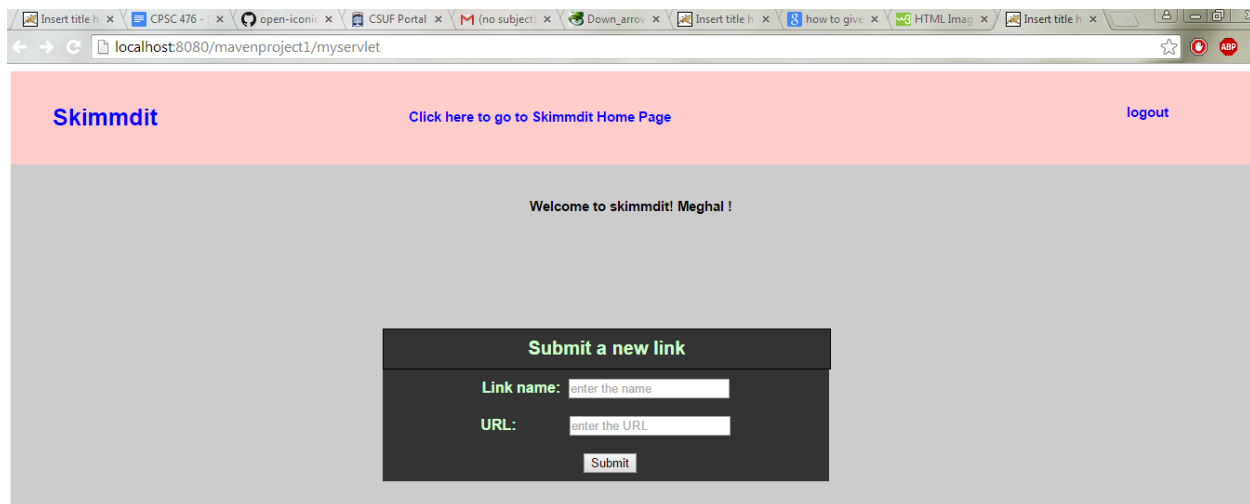 Insert title h
CPSC 476 -
open-iconic
CSUF Portal
(no subject)
Down_arrov
Insert title h
how to give
HTML Imag
Insert title h
localhost:8080/mavenproject1/myservlet
ABP
Skimmdit
Click here to go to Skimmdit Home Page
logout
Welcome to skimmdit! Meghal !
Submit a new link
Link name: enter the name
URL: enter the URL
Submit